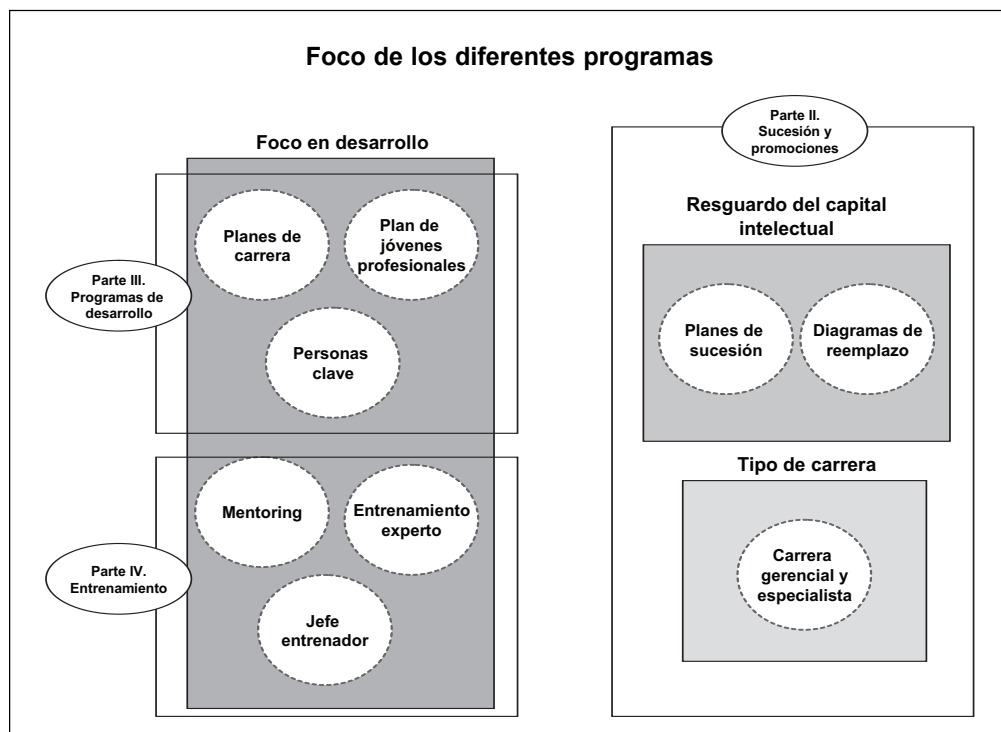 Foco de los diferentes programas
Foco en desarrollo
Parte III.
Programas de
desarrollo
Planes de
carrera
Plan de
jóvenes
profesionales
Personas
clave
Parte IV.
Entrenamiento
Mentoring
Entrenamiento
experto
Jefe
entrenador
Parte II.
Sucesión y
promociones
Resguardo del capital
intelectual
Planes de
sucesión
Diagramas de
reemplazo
Tipo de carrera
Carrera
gerencial y
especialista